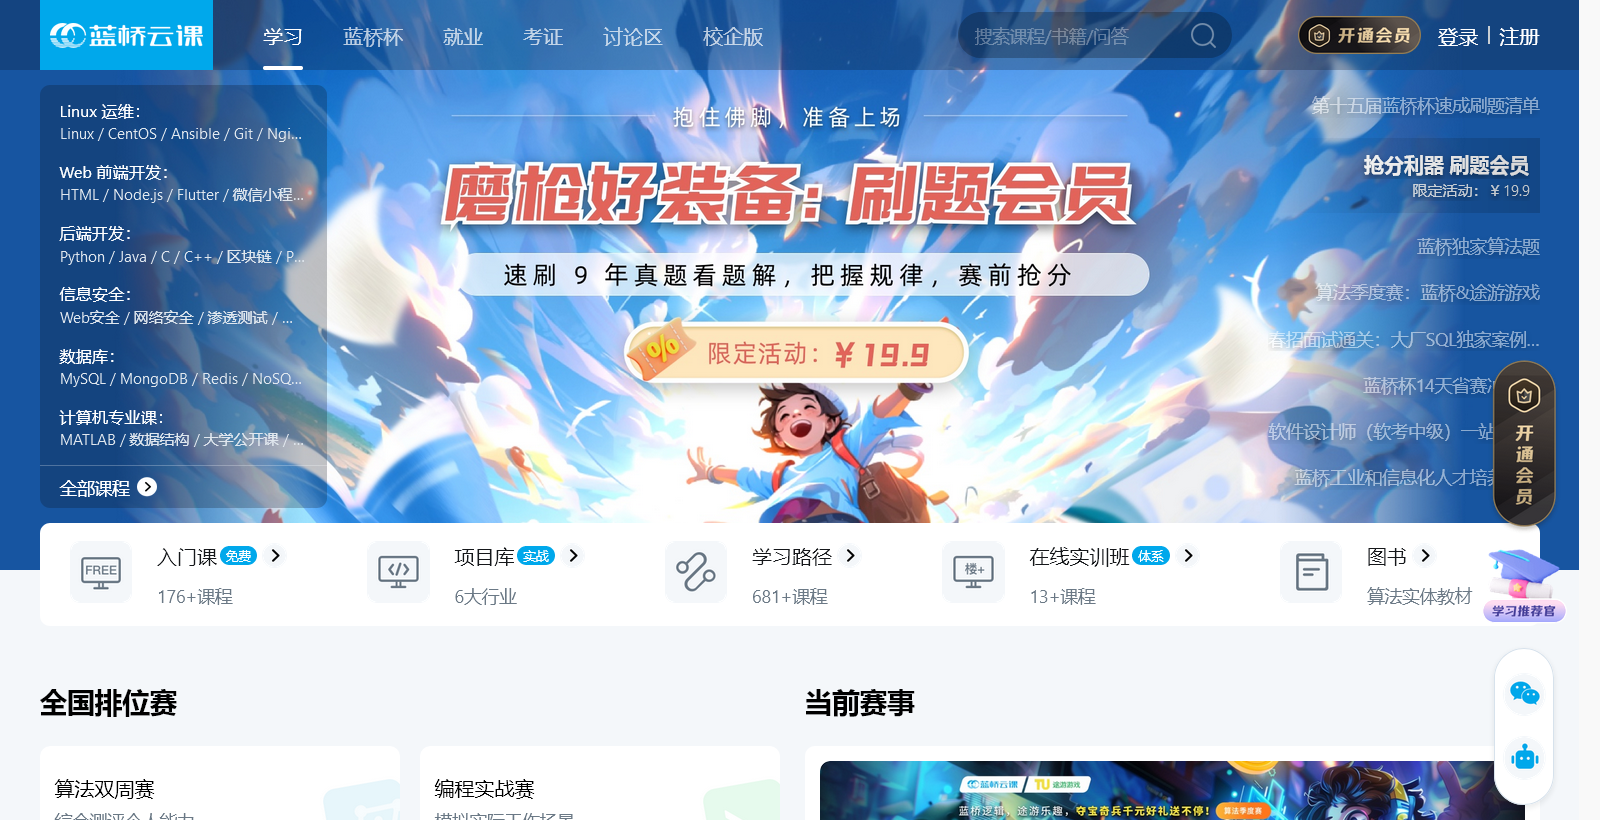 蓝桥云课
学习
蓝桥杯
就业
考证
讨论区
校企版
搜索课程/书籍/问答
开通会员
登录
注册
Linux 运维：
Linux / CentOS / Ansible / Git / Ngi...
Web 前端开发：
HTML / Node.js / Flutter / 微信小程...
后端开发：
Python / Java / C / C++ / 区块链 / P...
信息安全：
Web安全 / 网络安全 / 渗透测试 / ...
数据库：
MySQL / MongoDB / Redis / NoSQ...
计算机专业课：
MATLAB / 数据结构 / 大学公开课 / ...
全部课程
抱住佛脚，准备上场
磨枪好装备: 刷题会员
速刷 9 年真题看题解，把握规律，赛前抢分
% 限定活动：￥19.9
第十五届蓝桥杯速成刷题清单
抢分利器 刷题会员
限定活动：￥19.9
蓝桥独家算法题
算法季度赛：蓝桥&途游游戏
春招面试通关：大厂SQL独家案例...
蓝桥杯14天省赛
软件设计师（软考中级）一站
蓝桥工业和信息化人才培
开通会员
FREE
入门课 免费
176+课程
项目库 实战
6大行业
学习路径
681+课程
楼+
在线实训班 体系
13+课程
图书
算法实体教材
学习推荐官
全国排位赛
当前赛事
算法双周赛
综合测评个人能力
编程实战赛
模拟实际工作场景
蓝桥云课 TU 途游游戏
蓝桥逻辑，途游乐趣，夺宝奇兵千元好礼送不停！ 算法季度赛